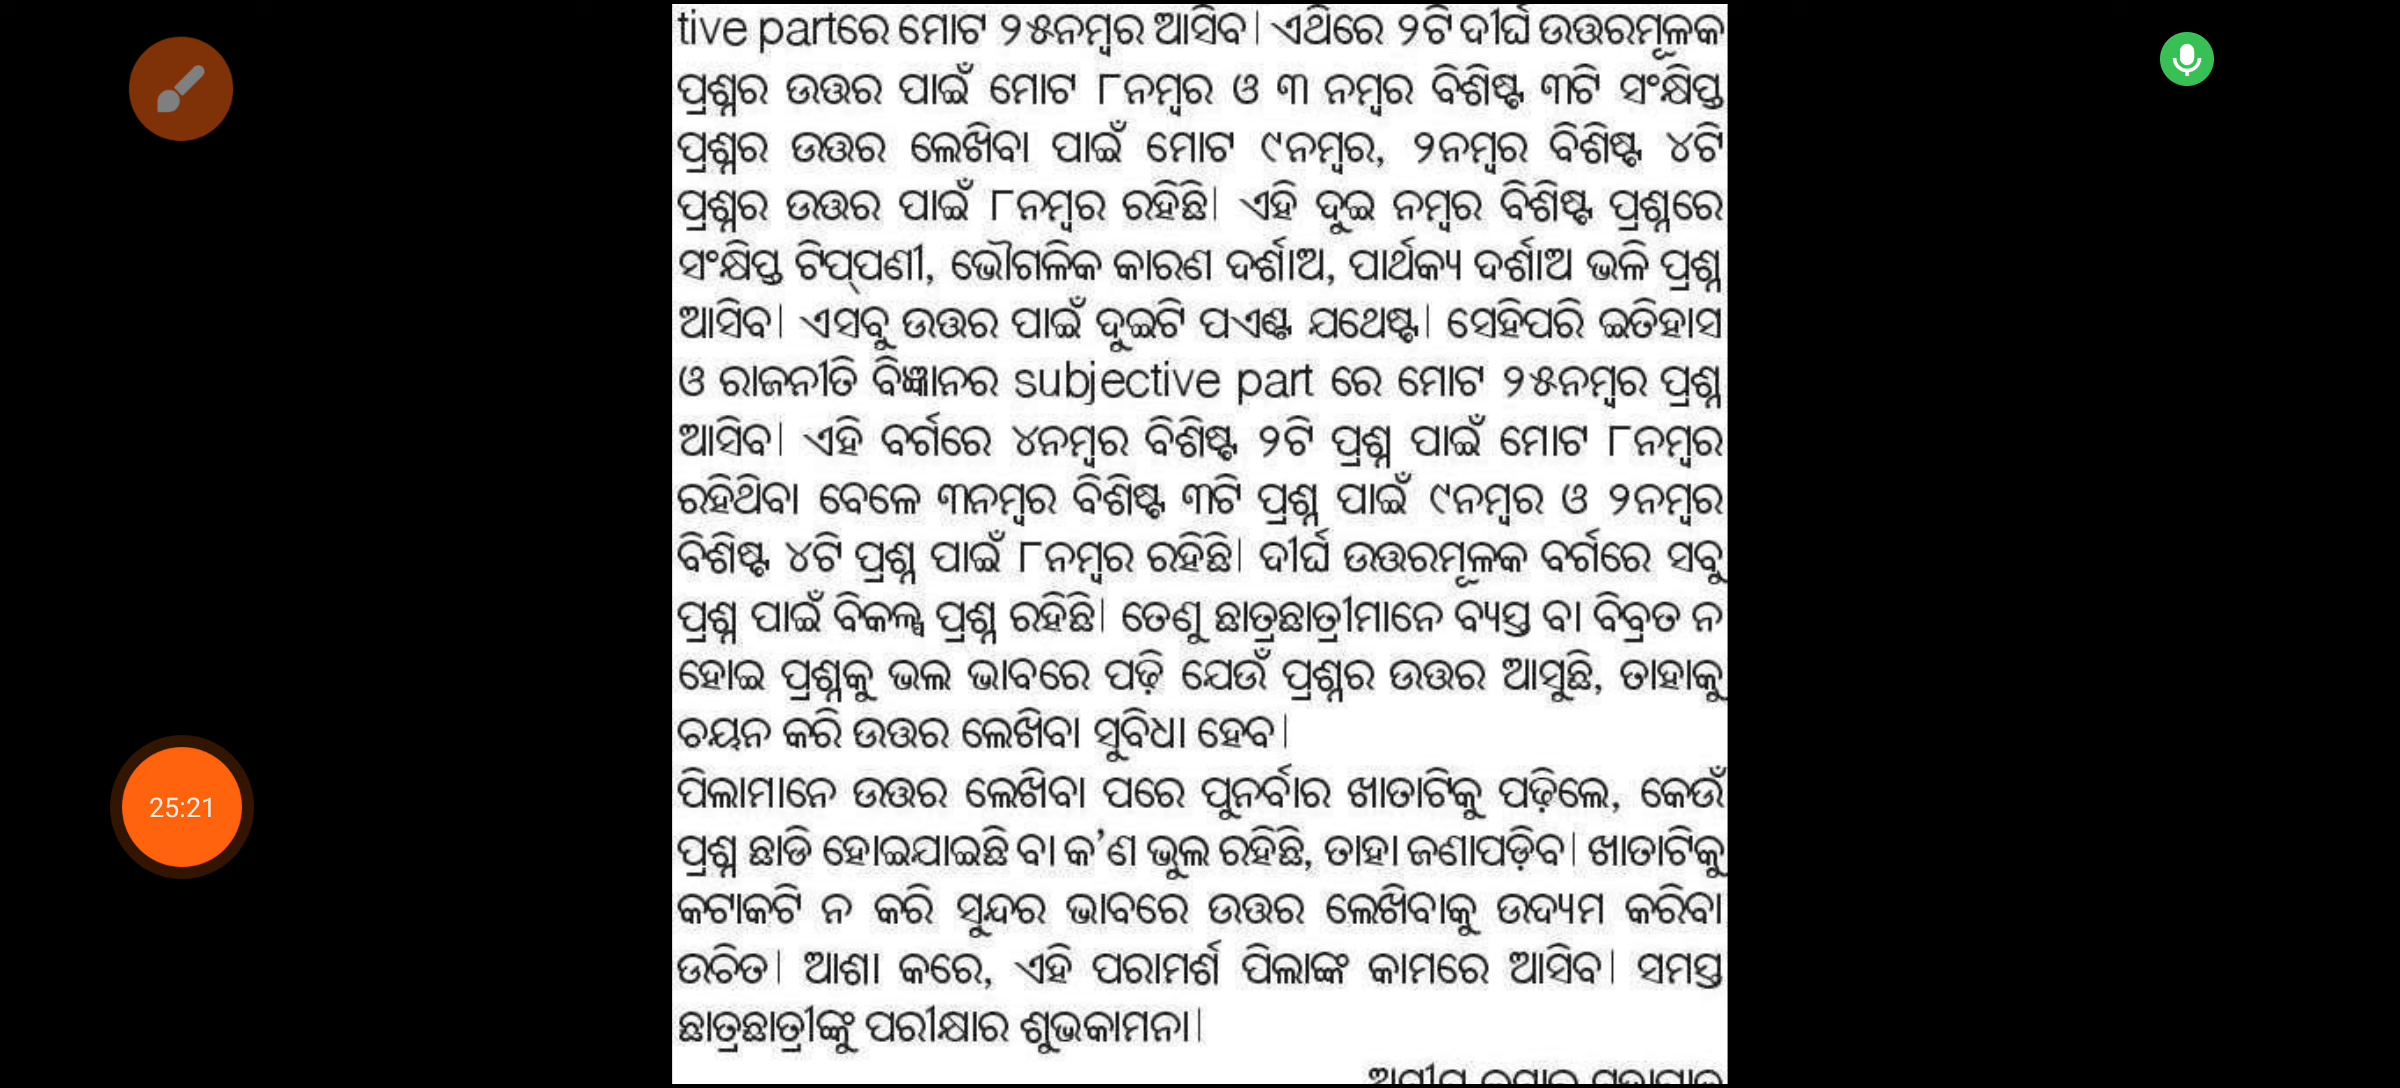 tive partରେ ମୋଟ ୨୫ନମ୍ବର ଆସିବ। ଏଥିରେ ୨ଟି ଦୀର୍ଘ ଉତ୍ତରମୂଳକ
ପ୍ରଶ୍ନର ଉତ୍ତର ପାଇଁ ମୋଟ ୮ନମ୍ବର ଓ ୩ ନମ୍ବର ବିଶିଷ୍ଟ ୩ଟି ସଂକ୍ଷିପ୍ତ
ପ୍ରଶ୍ନର ଉତ୍ତର ଲେଖିବା ପାଇଁ ମୋଟ ୯ନମ୍ବର, ୨ନମ୍ବର ବିଶିଷ୍ଟ ୪ଟି
ପ୍ରଶ୍ନର ଉତ୍ତର ପାଇଁ ୮ନମ୍ବର ରହିଛି। ଏହି ଦୁଇ ନମ୍ବର ବିଶିଷ୍ଟ ପ୍ରଶ୍ନରେ
ସଂକ୍ଷିପ୍ତ ଟିପ୍‌ପଣୀ, ଭୌଗଳିକ କାରଣ ଦର୍ଶାଅ, ପାର୍ଥକ୍ୟ ଦର୍ଶାଅ ଭଳି ପ୍ରଶ୍ନ
ଆସିବ। ଏସବୁ ଉତ୍ତର ପାଇଁ ଦୁଇଟି ପଏଣ୍ଟ ଯଥେଷ୍ଟ। ସେହିପରି ଇତିହାସ
ଓ ରାଜନୀତି ବିଜ୍ଞାନର subjective part ରେ ମୋଟ ୨୫ନମ୍ବର ପ୍ରଶ୍ନ
ଆସିବ। ଏହି ବର୍ଗରେ ୪ନମ୍ବର ବିଶିଷ୍ଟ ୨ଟି ପ୍ରଶ୍ନ ପାଇଁ ମୋଟ ୮ନମ୍ବର
ରହିଥିବା ବେଳେ ୩ନମ୍ବର ବିଶିଷ୍ଟ ୩ଟି ପ୍ରଶ୍ନ ପାଇଁ ୯ନମ୍ବର ଓ ୨ନମ୍ବର
ବିଶିଷ୍ଟ ୪ଟି ପ୍ରଶ୍ନ ପାଇଁ ୮ନମ୍ବର ରହିଛି। ଦୀର୍ଘ ଉତ୍ତରମୂଳକ ବର୍ଗରେ ସବୁ
ପ୍ରଶ୍ନ ପାଇଁ ବିକଳ୍ପ ପ୍ରଶ୍ନ ରହିଛି। ତେଣୁ ଛାତ୍ରଛାତ୍ରୀମାନେ ବ୍ୟସ୍ତ ବା ବିବ୍ରତ ନ
ହୋଇ ପ୍ରଶ୍ନକୁ ଭଲ ଭାବରେ ପଢ଼ି ଯେଉଁ ପ୍ରଶ୍ନର ଉତ୍ତର ଆସୁଛି, ତାହାକୁ
ଚୟନ କରି ଉତ୍ତର ଲେଖିବା ସୁବିଧା ହେବ।
ପିଲାମାନେ ଉତ୍ତର ଲେଖିବା ପରେ ପୁନର୍ବାର ଖାତାଟିକୁ ପଢ଼ିଲେ, କେଉଁ
ପ୍ରଶ୍ନ ଛାଡି ହୋଇଯାଇଛି ବା କ'ଣ ଭୁଲ ରହିଛି, ତାହା ଜଣାପଡ଼ିବ। ଖାତାଟିକୁ
25:21
କଟାକଟି ନ କରି ସୁନ୍ଦର ଭାବରେ ଉତ୍ତର ଲେଖିବାକୁ ଉଦ୍ୟମ କରିବା
ଉଚିତ। ଆଶା କରେ, ଏହି ପରାମର୍ଶ ପିଲାଙ୍କ କାମରେ ଆସିବ। ସମସ୍ତ
ଛାତ୍ରଛାତ୍ରୀଙ୍କୁ ପରୀକ୍ଷାର ଶୁଭକାମନା।